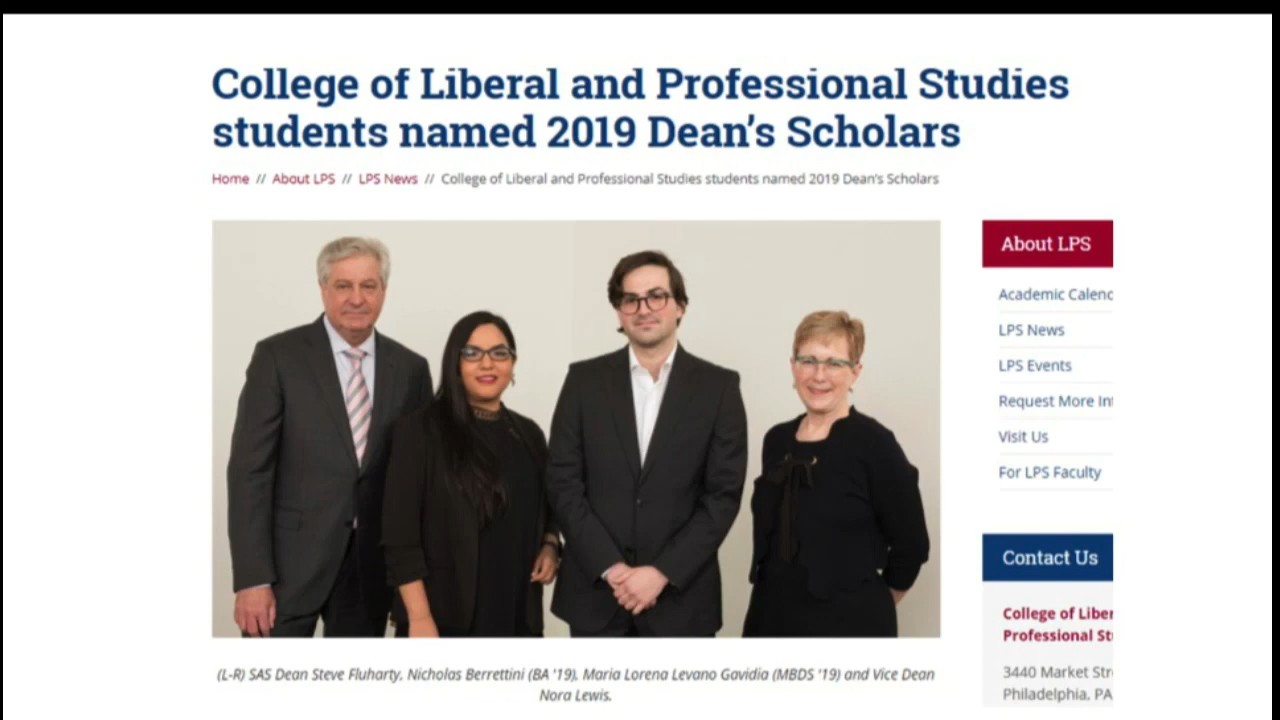 College of Liberal and Professional Studies
students named 2019 Dean's Scholars
Home // About LPS // LPS News // College of Liberal and Professional Studies students named 2019 Dean's Scholars
About LPS
Academic Calenc
LPS News
LPS Events
Request More Inf
Visit Us
For LPS Faculty
Contact Us
College of Liber
Professional St
3440 Market Str
Philadelphia, PA
(L-R) SAS Dean Steve Fluharty, Nicholas Berrettini (BA '19), Maria Lorena Levano Gavidia (MBDS '19) and Vice Dean
Nora Lewis.